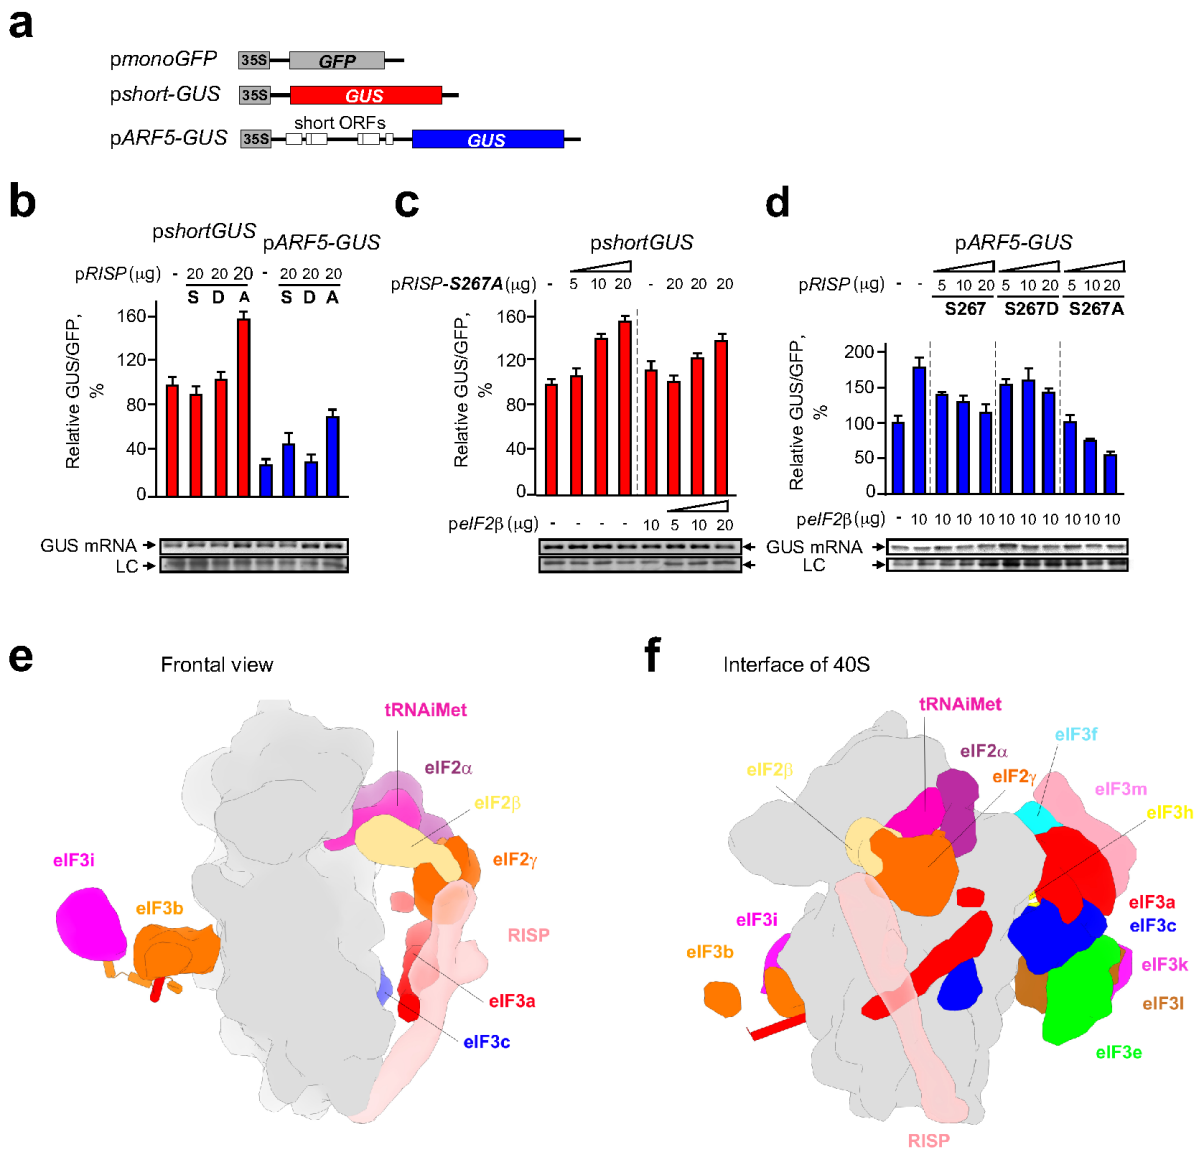 a
pmonoGFP 35S GFP
pshort-GUS 35S GUS
short ORFs
pARF5-GUS 35S GUS
b
pshortGUS pARF5-GUS
pRISP (µg) - 20 20 20 - 20 20 20
S D A S D A
Relative GUS/GFP, %
160
120
80
40
0
GUS mRNA
LC
c
pshortGUS
pRISP-S267A (µg) - 5 10 20 - 20 20 20
Relative GUS/GFP, %
160
120
80
40
0
peIF2β (µg) - - - - 10 5 10 20
d
pARF5-GUS
pRISP (µg) - - 5 10 20 5 10 20 5 10 20
S267 S267D S267A
Relative GUS/GFP, %
200
150
100
50
0
peIF2β (µg) - 10 10 10 10 10 10 10 10 10 10
GUS mRNA
LC
e
Frontal view
tRNAiMet
eIF2α
eIF2β
eIF2γ
eIF3i
eIF3b
RISP
eIF3a
eIF3c
f
Interface of 40S
tRNAiMet
eIF3f
eIF2α
eIF2β
eIF2γ
eIF3m
eIF3h
eIF3a
eIF3i
eIF3c
eIF3b
eIF3k
eIF3l
eIF3e
RISP